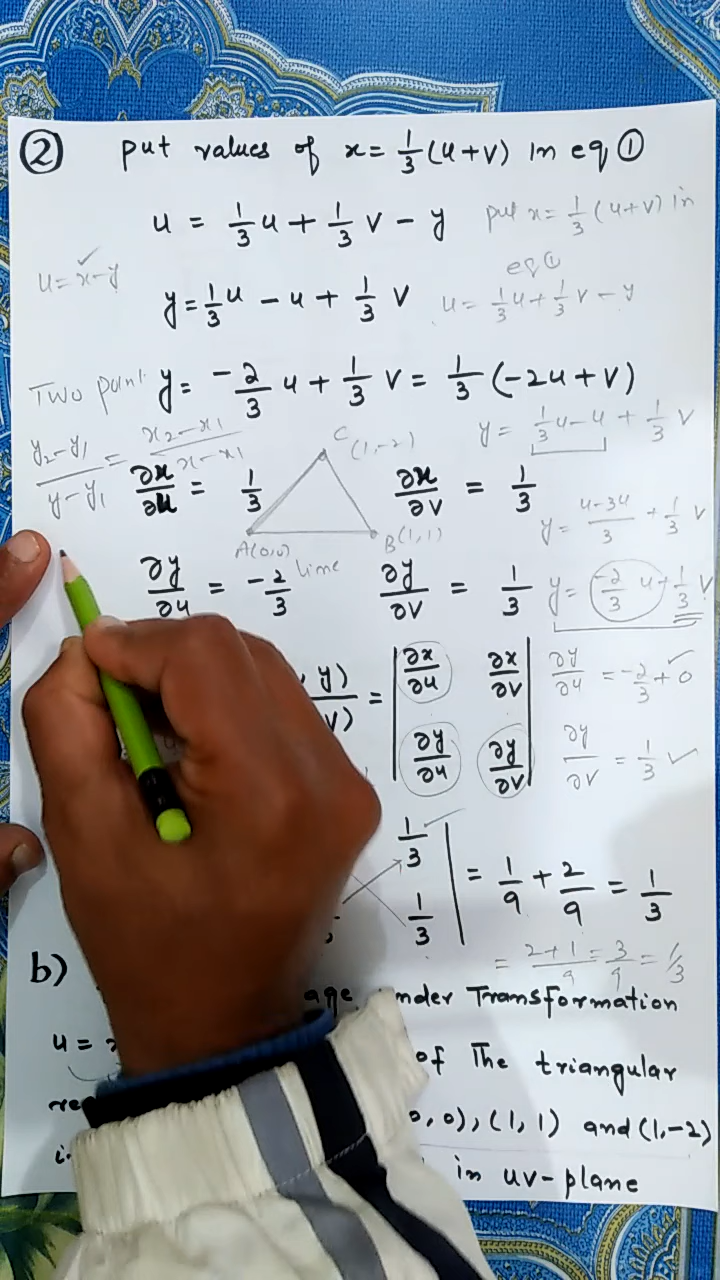 ② put values of x = 1/3 (u+v) in eq ①
u = 1/3 u + 1/3 v - y
put x = 1/3 (u+v) in
eq ①
u = x-y
y = 1/3 u - u + 1/3 v
u = 1/3 u + 1/3 v - y
Two point
y = -2/3 u + 1/3 v = 1/3 (-2u+v)
y = 1/3 u - u + 1/3 v
y₂-y₁/y-y₁ = x₂-x₁/x-x₁
C (1,-2)
∂x/∂u = 1/3
∂x/∂v = 1/3
y = u-3u/3 + 1/3 v
A(0,0)
B(1,1)
line
∂y/∂u = -2/3
∂y/∂v = 1/3
y = -2/3 u + 1/3 v
, y)/v) = | ∂x/∂u ∂x/∂v
∂y/∂u ∂y/∂v |
∂y/∂u = -2/3 + 0
∂y/∂v = 1/3
1/3
1/3 | = 1/9 + 2/9 = 1/3
= 2+1/9 = 3/9 = 1/3
b) age under Transformation
u = of The triangular
0,0), (1,1) and (1,-2)
in uv-plane